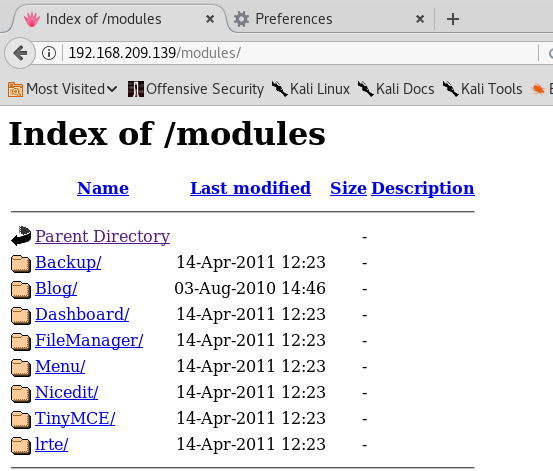 Index of /modules × Preferences × +
192.168.209.139/modules/
Most Visited Offensive Security Kali Linux Kali Docs Kali Tools
Index of /modules
Name Last modified Size Description
Parent Directory -
Backup/ 14-Apr-2011 12:23 -
Blog/ 03-Aug-2010 14:46 -
Dashboard/ 14-Apr-2011 12:23 -
FileManager/ 14-Apr-2011 12:23 -
Menu/ 14-Apr-2011 12:23 -
Nicedit/ 14-Apr-2011 12:23 -
TinyMCE/ 14-Apr-2011 12:23 -
lrte/ 14-Apr-2011 12:23 -